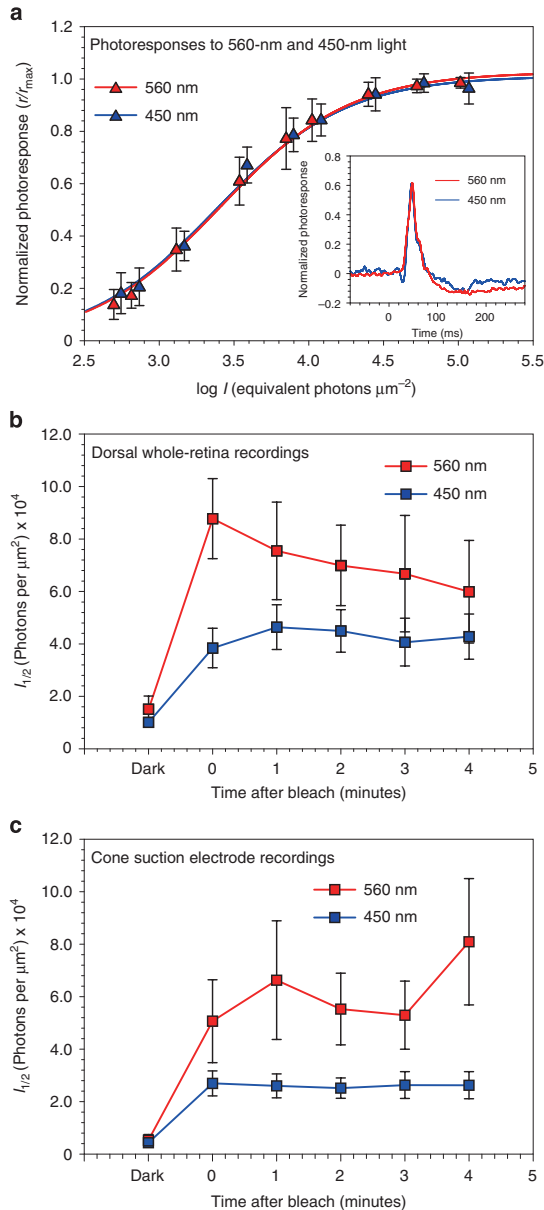 a
Photoresponses to 560-nm and 450-nm light
560 nm
450 nm
Normalized photoresponse (r/r_max)
1.2
1.0
0.8
0.6
0.4
0.2
0
2.5 3.0 3.5 4.0 4.5 5.0 5.5
log I (equivalent photons µm⁻²)
Normalized photoresponse
0.8
0.6
0.4
0.2
0
–0.2
560 nm
450 nm
0 200
Time (ms)
b
Dorsal whole-retina recordings
560 nm
450 nm
I_1/2 (Photons per µm²) x 10⁴
12.0
10.0
8.0
6.0
4.0
2.0
0
Dark 0 1 2 3 4 5
Time after bleach (minutes)
c
Cone suction electrode recordings
560 nm
450 nm
I_1/2 (Photons per µm²) x 10⁴
12.0
10.0
8.0
6.0
4.0
2.0
0
Dark 0 1 2 3 4 5
Time after bleach (minutes)